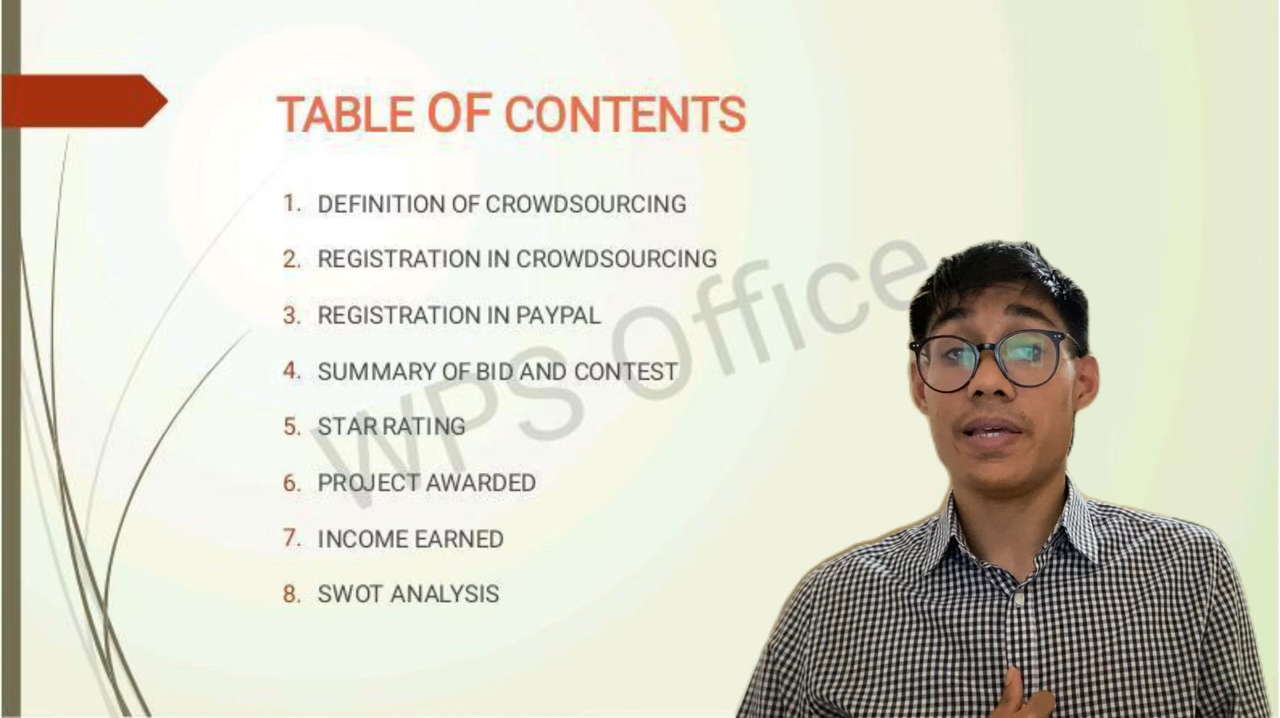 TABLE OF CONTENTS
1. DEFINITION OF CROWDSOURCING
2. REGISTRATION IN CROWDSOURCING
3. REGISTRATION IN PAYPAL
4. SUMMARY OF BID AND CONTEST
5. STAR RATING
6. PROJECT AWARDED
7. INCOME EARNED
8. SWOT ANALYSIS
WPS Office